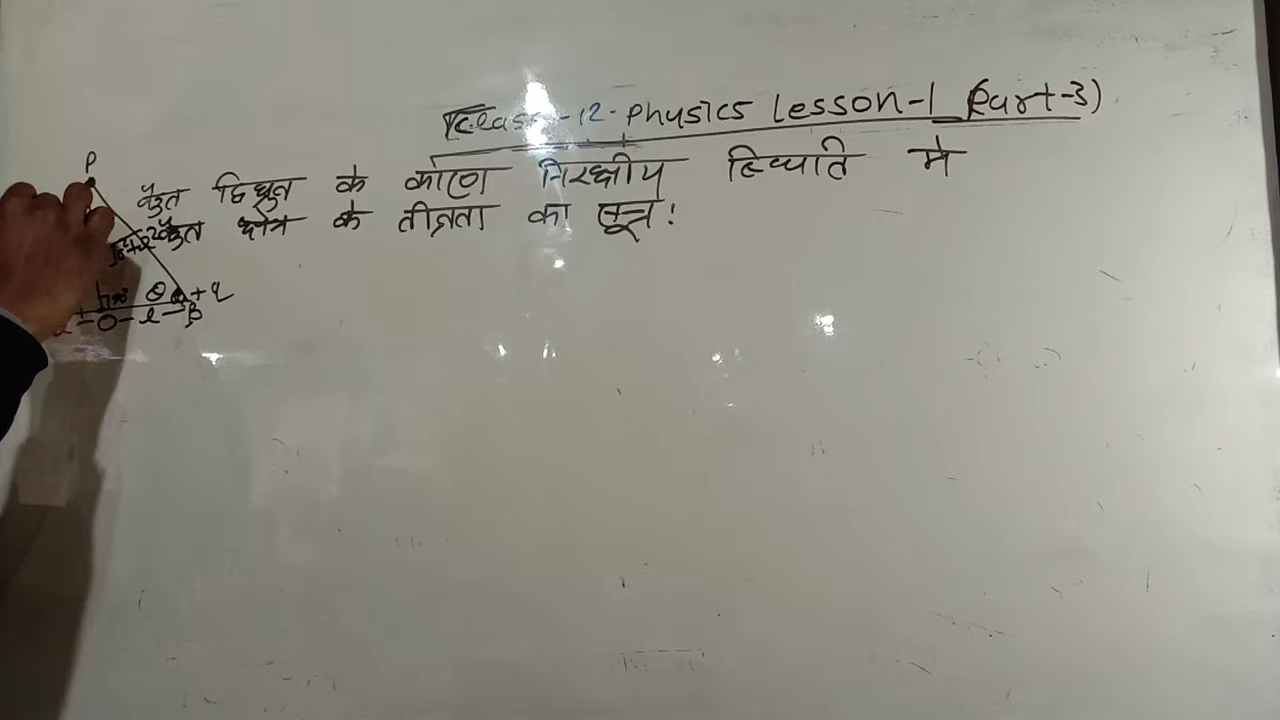 Class-12-Physics Lesson-1 (Part-3)
P
वैधुत द्विध्रुव के कारण निरक्षीय स्थिति मे
वैधुत क्षेत्र के तीव्रता का सूत्र!
θ +q
-O-l-B